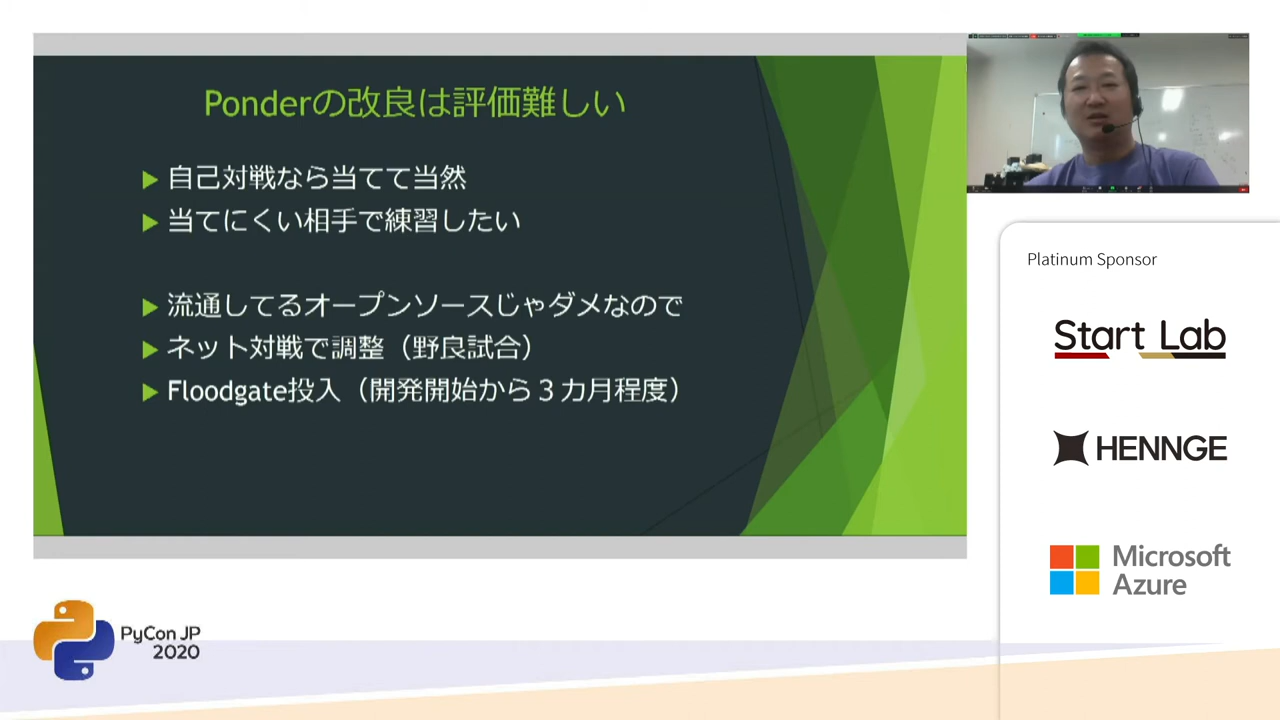 Ponderの改良は評価難しい
自己対戦なら当てて当然
当てにくい相手で練習したい
流通してるオープンソースじゃダメなので
ネット対戦で調整（野良試合）
Floodgate投入（開発開始から３カ月程度）
Platinum Sponsor
Start Lab
HENNGE
Microsoft
Azure
PyCon JP
2020